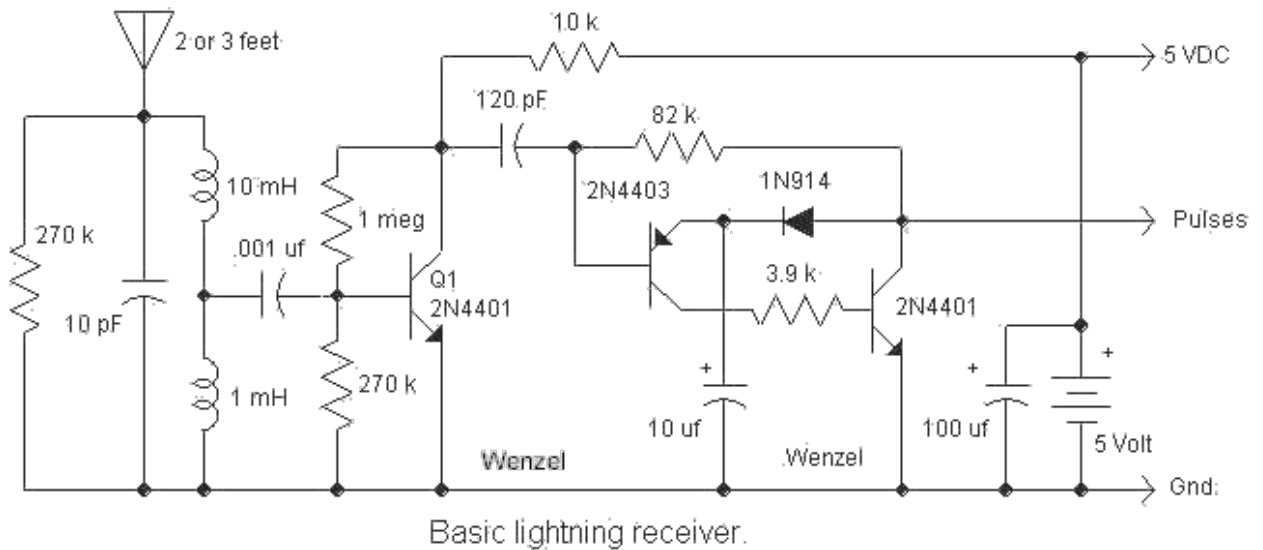 2 or 3 feet
10 k
5 VDC
120 pF
82 k
2N4403
1N914
10 mH
1 meg
Pulses
270 k
.001 uf
Q1
2N4401
3.9 k
2N4401
10 pF
1 mH
270 k
+
10 uf
+
100 uf
+
5 Volt
Wenzel
Wenzel
Gnd:
Basic lightning receiver.